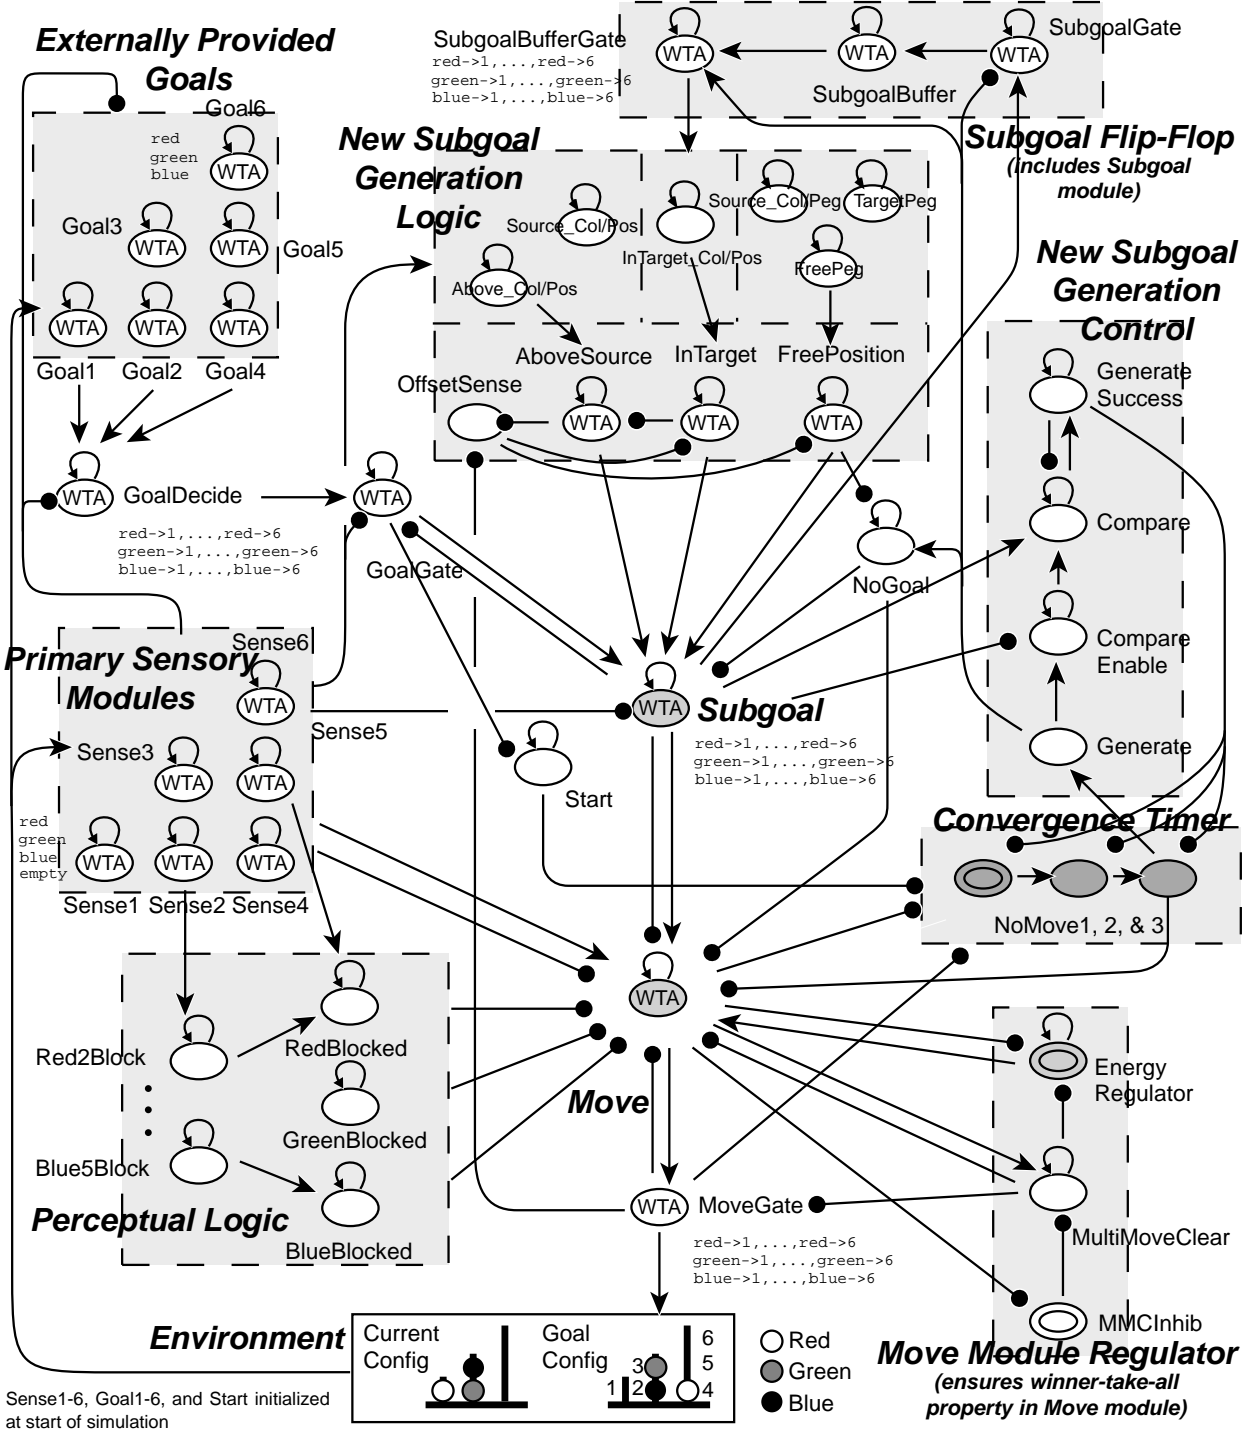 Externally Provided
Goals
Goal6
red
green
blue
WTA
Goal3
WTA
WTA
Goal5
WTA
WTA
WTA
Goal1
Goal2
Goal4
WTA
GoalDecide
red->1,...,red->6
green->1,...,green->6
blue->1,...,blue->6
WTA
GoalGate
SubgoalBufferGate
red->1,...,red->6
green->1,...,green->6
blue->1,...,blue->6
WTA
WTA
WTA
SubgoalGate
SubgoalBuffer
Subgoal Flip-Flop
(includes Subgoal
module)
New Subgoal
Generation
Logic
Source_Col/Pos
Above_Col/Pos
InTarget_Col/Pos
Source_Col/Peg
TargetPeg
FreePeg
AboveSource
InTarget
FreePosition
OffsetSense
WTA
WTA
WTA
NoGoal
New Subgoal
Generation
Control
Generate
Success
Compare
Compare
Enable
Generate
Primary Sensory
Modules
Sense6
WTA
Sense5
Sense3
WTA
WTA
red
green
blue
empty
WTA
WTA
WTA
Sense1
Sense2
Sense4
WTA
Subgoal
red->1,...,red->6
green->1,...,green->6
blue->1,...,blue->6
Start
Convergence Timer
NoMove1, 2, & 3
WTA
Move
Red2Block
RedBlocked
GreenBlocked
Blue5Block
BlueBlocked
Perceptual Logic
WTA
MoveGate
red->1,...,red->6
green->1,...,green->6
blue->1,...,blue->6
Energy
Regulator
MultiMoveClear
MMCInhib
Move Module Regulator
(ensures winner-take-all
property in Move module)
Environment
Current
Config
Goal
Config
1
2
3
4
5
6
Red
Green
Blue
Sense1-6, Goal1-6, and Start initialized
at start of simulation